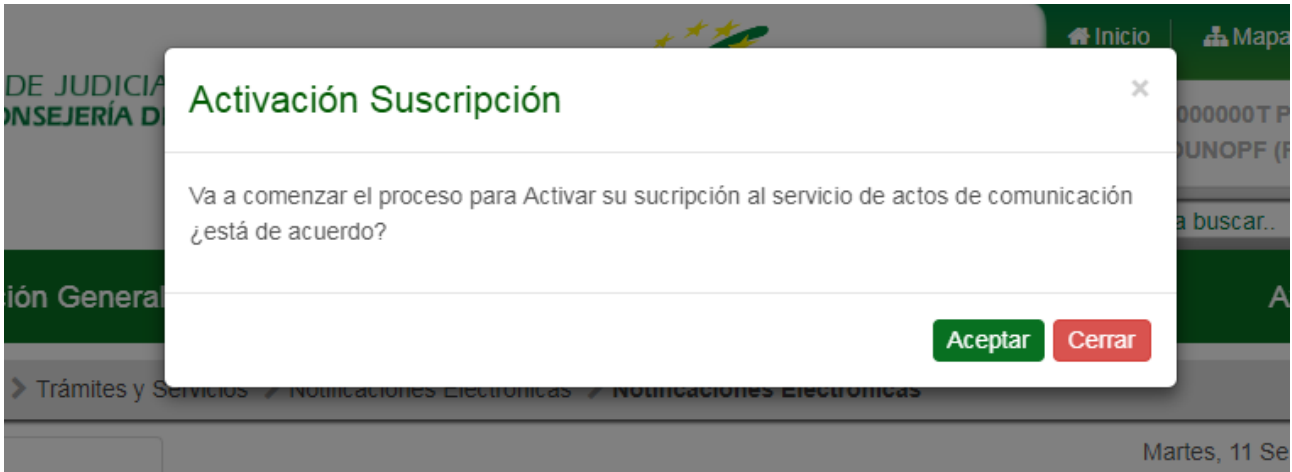 Inicio Mapa
DE JUDICIA
ONSEJERÍA D
Activación Suscripción
×
000000T P
DUNOPF (F
Va a comenzar el proceso para Activar su sucripción al servicio de actos de comunicación
¿está de acuerdo?
a buscar..
ión General
A
Aceptar Cerrar
Trámites y Servicios Notificaciones Electrónicas Notificaciones Electrónicas
Martes, 11 Se